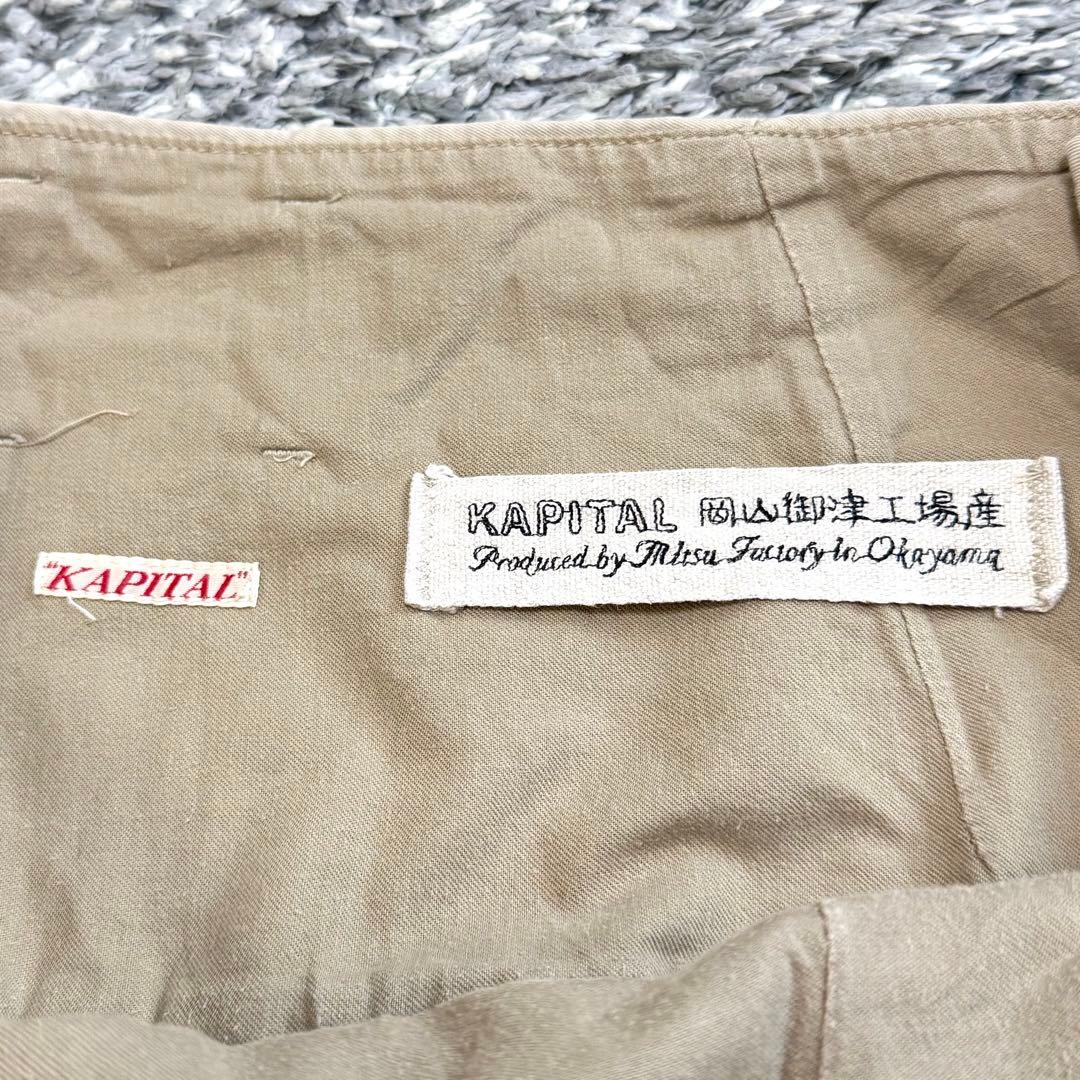 "KAPITAL"
KAPITAL 岡山御津工場産
Produced by Mitsu Factory In Okayama